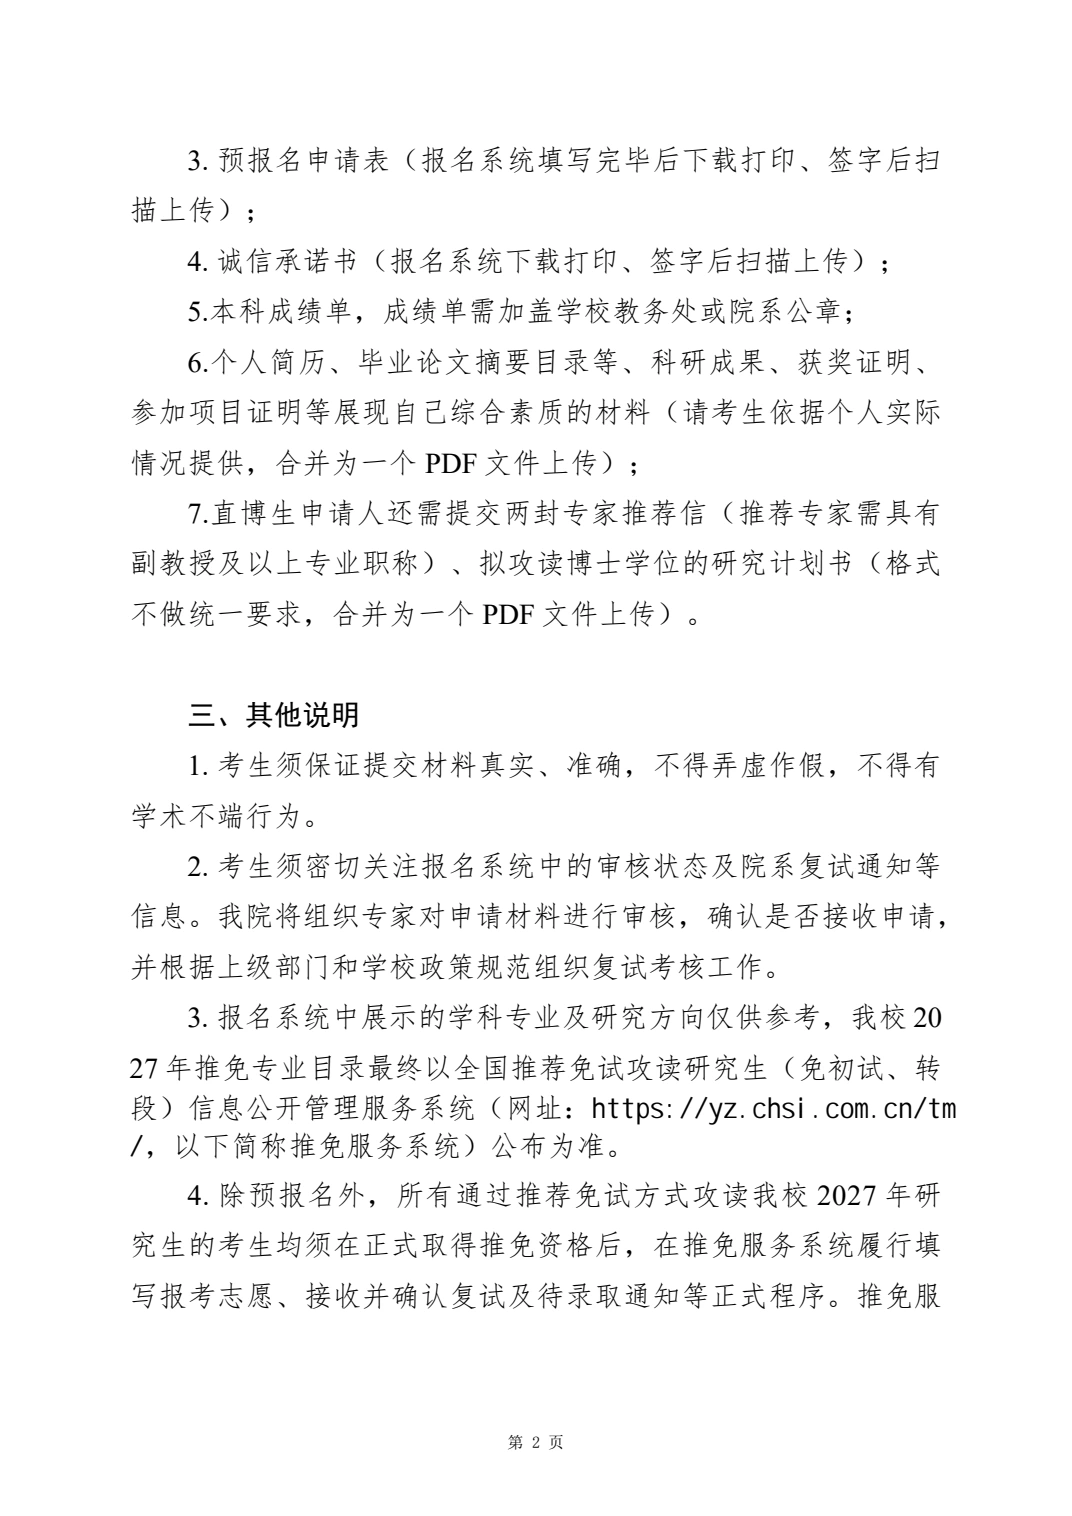 3. 预报名申请表（报名系统填写完毕后下载打印、签字后扫
描上传）；
4. 诚信承诺书（报名系统下载打印、签字后扫描上传）；
5.本科成绩单，成绩单需加盖学校教务处或院系公章；
6.个人简历、毕业论文摘要目录等、科研成果、获奖证明、
参加项目证明等展现自己综合素质的材料（请考生依据个人实际
情况提供，合并为一个 PDF 文件上传）；
7.直博生申请人还需提交两封专家推荐信（推荐专家需具有
副教授及以上专业职称）、拟攻读博士学位的研究计划书（格式
不做统一要求，合并为一个 PDF 文件上传）。
三、其他说明
1. 考生须保证提交材料真实、准确，不得弄虚作假，不得有
学术不端行为。
2. 考生须密切关注报名系统中的审核状态及院系复试通知等
信息。我院将组织专家对申请材料进行审核，确认是否接收申请，
并根据上级部门和学校政策规范组织复试考核工作。
3. 报名系统中展示的学科专业及研究方向仅供参考，我校 20
27 年推免专业目录最终以全国推荐免试攻读研究生（免初试、转
段）信息公开管理服务系统（网址：https://yz.chsi.com.cn/tm
/，以下简称推免服务系统）公布为准。
4. 除预报名外，所有通过推荐免试方式攻读我校 2027 年研
究生的考生均须在正式取得推免资格后，在推免服务系统履行填
写报考志愿、接收并确认复试及待录取通知等正式程序。推免服
第 2 页